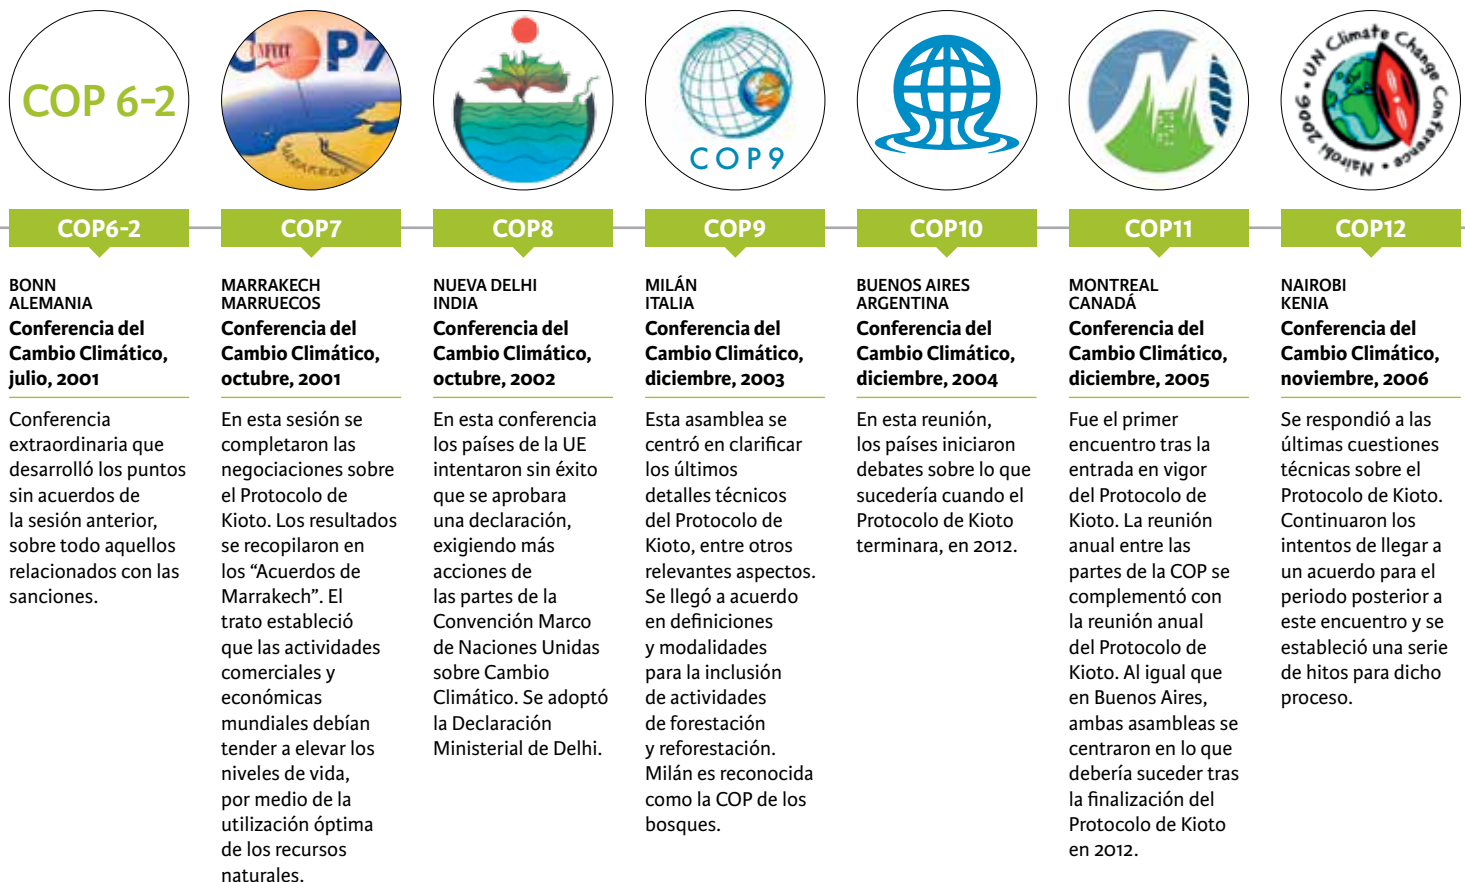 COP 6-2
COP7
MARRAKECH
COP9
UN Climate Change Conference • Nairobi 2006 •
COP6-2
COP7
COP8
COP9
COP10
COP11
COP12
BONN
ALEMANIA
Conferencia del
Cambio Climático,
julio, 2001
Conferencia
extraordinaria que
desarrolló los puntos
sin acuerdos de
la sesión anterior,
sobre todo aquellos
relacionados con las
sanciones.
MARRAKECH
MARRUECOS
Conferencia del
Cambio Climático,
octubre, 2001
En esta sesión se
completaron las
negociaciones sobre
el Protocolo de
Kioto. Los resultados
se recopilaron en
los “Acuerdos de
Marrakech”. El
trato estableció
que las actividades
comerciales y
económicas
mundiales debían
tender a elevar los
niveles de vida,
por medio de la
utilización óptima
de los recursos
naturales.
NUEVA DELHI
INDIA
Conferencia del
Cambio Climático,
octubre, 2002
En esta conferencia
los países de la UE
intentaron sin éxito
que se aprobara
una declaración,
exigiendo más
acciones de
las partes de la
Convención Marco
de Naciones Unidas
sobre Cambio
Climático. Se adoptó
la Declaración
Ministerial de Delhi.
MILÁN
ITALIA
Conferencia del
Cambio Climático,
diciembre, 2003
Esta asamblea se
centró en clarificar
los últimos
detalles técnicos
del Protocolo de
Kioto, entre otros
relevantes aspectos.
Se llegó a acuerdo
en definiciones
y modalidades
para la inclusión
de actividades
de forestación
y reforestación.
Milán es reconocida
como la COP de los
bosques.
BUENOS AIRES
ARGENTINA
Conferencia del
Cambio Climático,
diciembre, 2004
En esta reunión,
los países iniciaron
debates sobre lo que
sucedería cuando el
Protocolo de Kioto
terminara, en 2012.
MONTREAL
CANADÁ
Conferencia del
Cambio Climático,
diciembre, 2005
Fue el primer
encuentro tras la
entrada en vigor
del Protocolo de
Kioto. La reunión
anual entre las
partes de la COP se
complementó con
la reunión anual
del Protocolo de
Kioto. Al igual que
en Buenos Aires,
ambas asambleas se
centraron en lo que
debería suceder tras
la finalización del
Protocolo de Kioto
en 2012.
NAIROBI
KENIA
Conferencia del
Cambio Climático,
noviembre, 2006
Se respondió a las
últimas cuestiones
técnicas sobre el
Protocolo de Kioto.
Continuaron los
intentos de llegar a
un acuerdo para el
periodo posterior a
este encuentro y se
estableció una serie
de hitos para dicho
proceso.